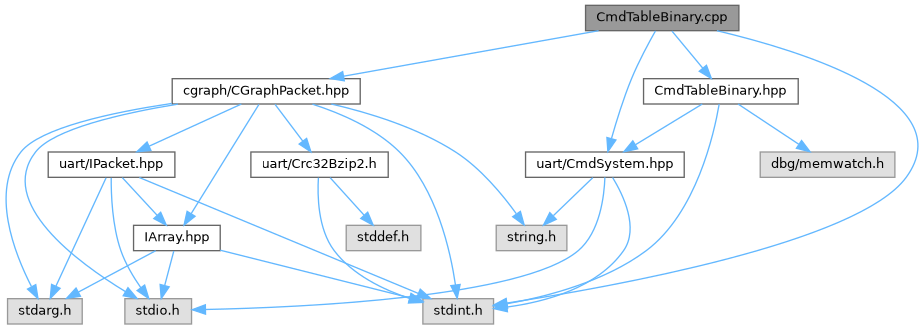 CmdTableBinary.cpp
cgraph/CGraphPacket.hpp
CmdTableBinary.hpp
uart/IPacket.hpp
uart/Crc32Bzip2.h
uart/CmdSystem.hpp
dbg/memwatch.h
IArray.hpp
stddef.h
string.h
stdarg.h
stdio.h
stdint.h